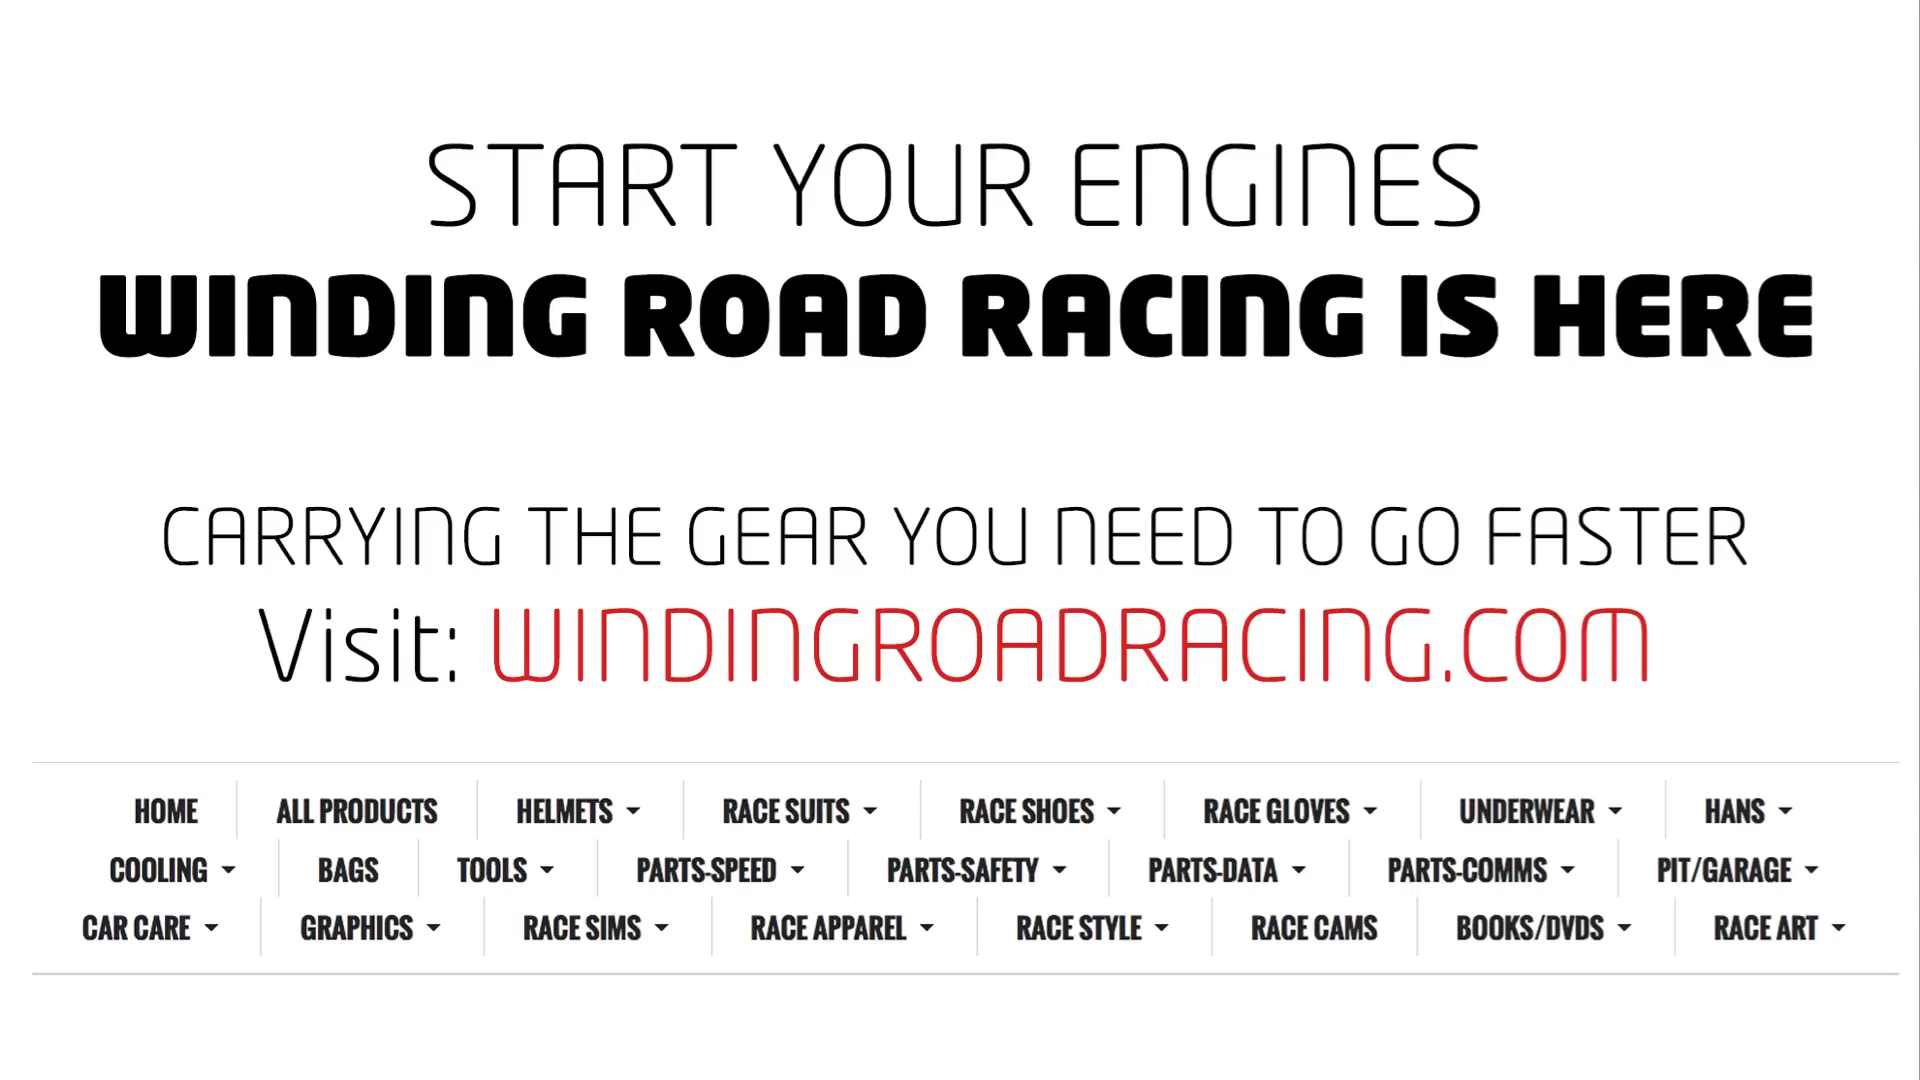 START YOUR ENGINES
WINDING ROAD RACING IS HERE
CARRYING THE GEAR YOU NEED TO GO FASTER
Visit: WINDINGROADRACING.COM
HOME ALL PRODUCTS HELMETS RACE SUITS RACE SHOES RACE GLOVES UNDERWEAR HANS
COOLING BAGS TOOLS PARTS-SPEED PARTS-SAFETY PARTS-DATA PARTS-COMMS PIT/GARAGE
CAR CARE GRAPHICS RACE SIMS RACE APPAREL RACE STYLE RACE CAMS BOOKS/DVDS RACE ART